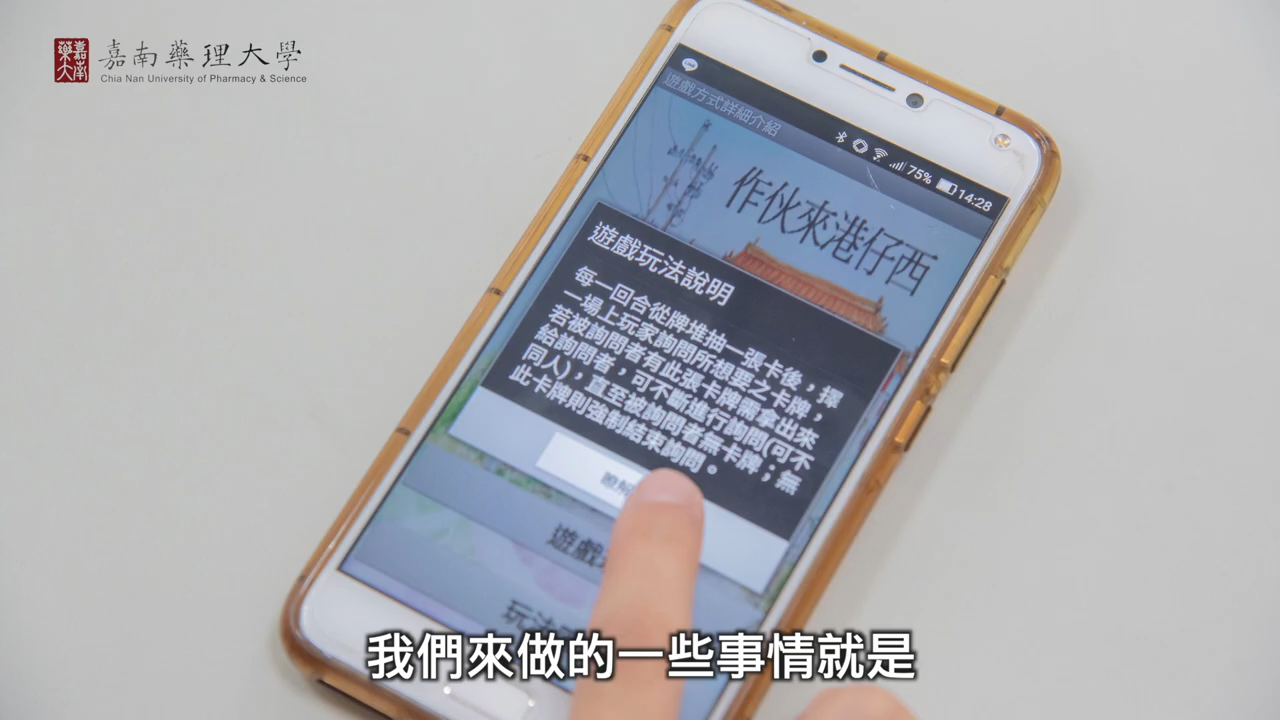 嘉南藥理大學
Chia Nan University of Pharmacy & Science
75% 14:28
遊戲方式詳細介紹
作伙來港仔西
遊戲玩法說明
每一回合從牌堆抽一張卡後，擇
一場上玩家詢問所想要之卡牌，
若被詢問者有此張卡牌需拿出來
給詢問者，可不斷進行詢問(可不
同人)，直至被詢問者無卡牌；無
此卡牌則強制結束詢問。
瞭解
遊戲
玩法
我們來做的一些事情就是